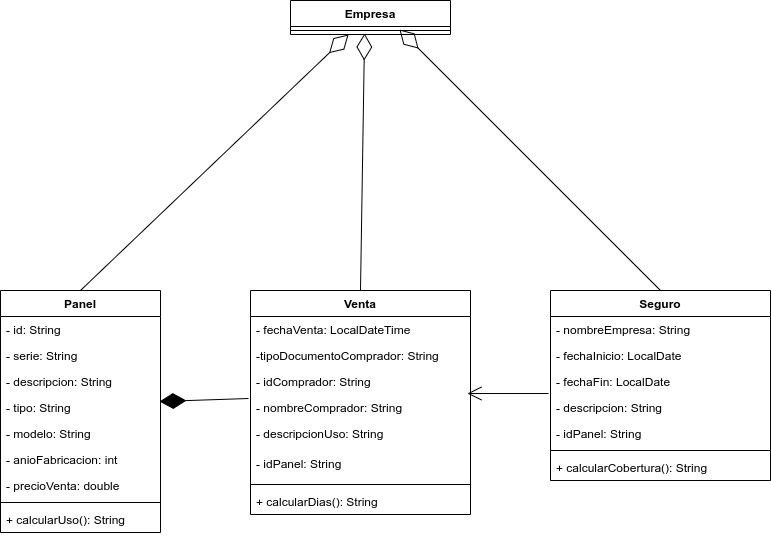 Empresa
Panel
- id: String
- serie: String
- descripcion: String
- tipo: String
- modelo: String
- anioFabricacion: int
- precioVenta: double
+ calcularUso(): String
Venta
- fechaVenta: LocalDateTime
-tipoDocumentoComprador: String
- idComprador: String
- nombreComprador: String
- descripcionUso: String
- idPanel: String
+ calcularDias(): String
Seguro
- nombreEmpresa: String
- fechaInicio: LocalDate
- fechaFin: LocalDate
- descripcion: String
- idPanel: String
+ calcularCobertura(): String